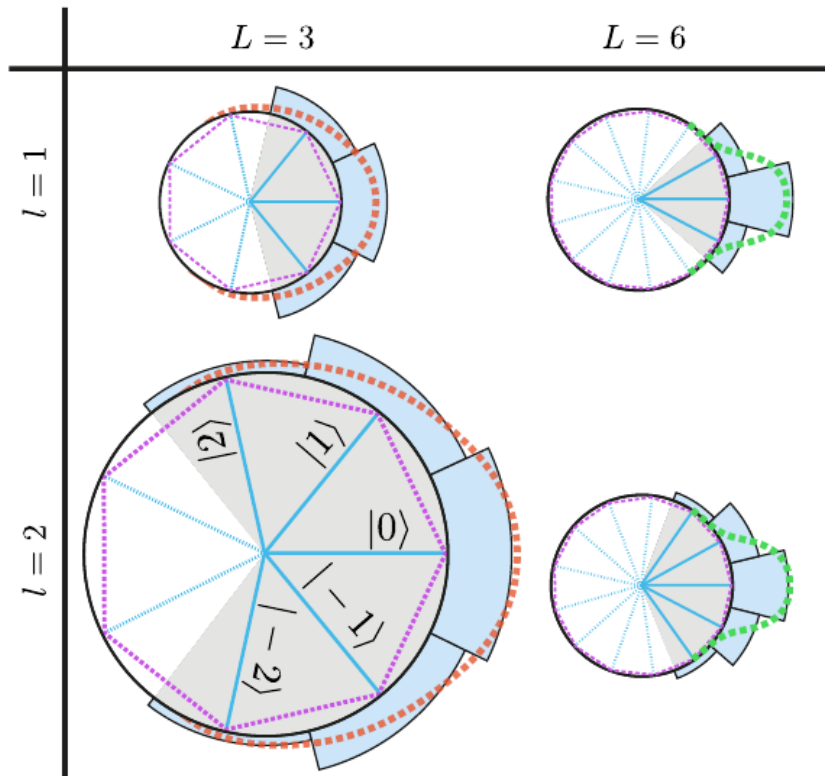 L = 3
L = 6
l = 1
l = 2
|2⟩
|1⟩
|0⟩
|−1⟩
|−2⟩